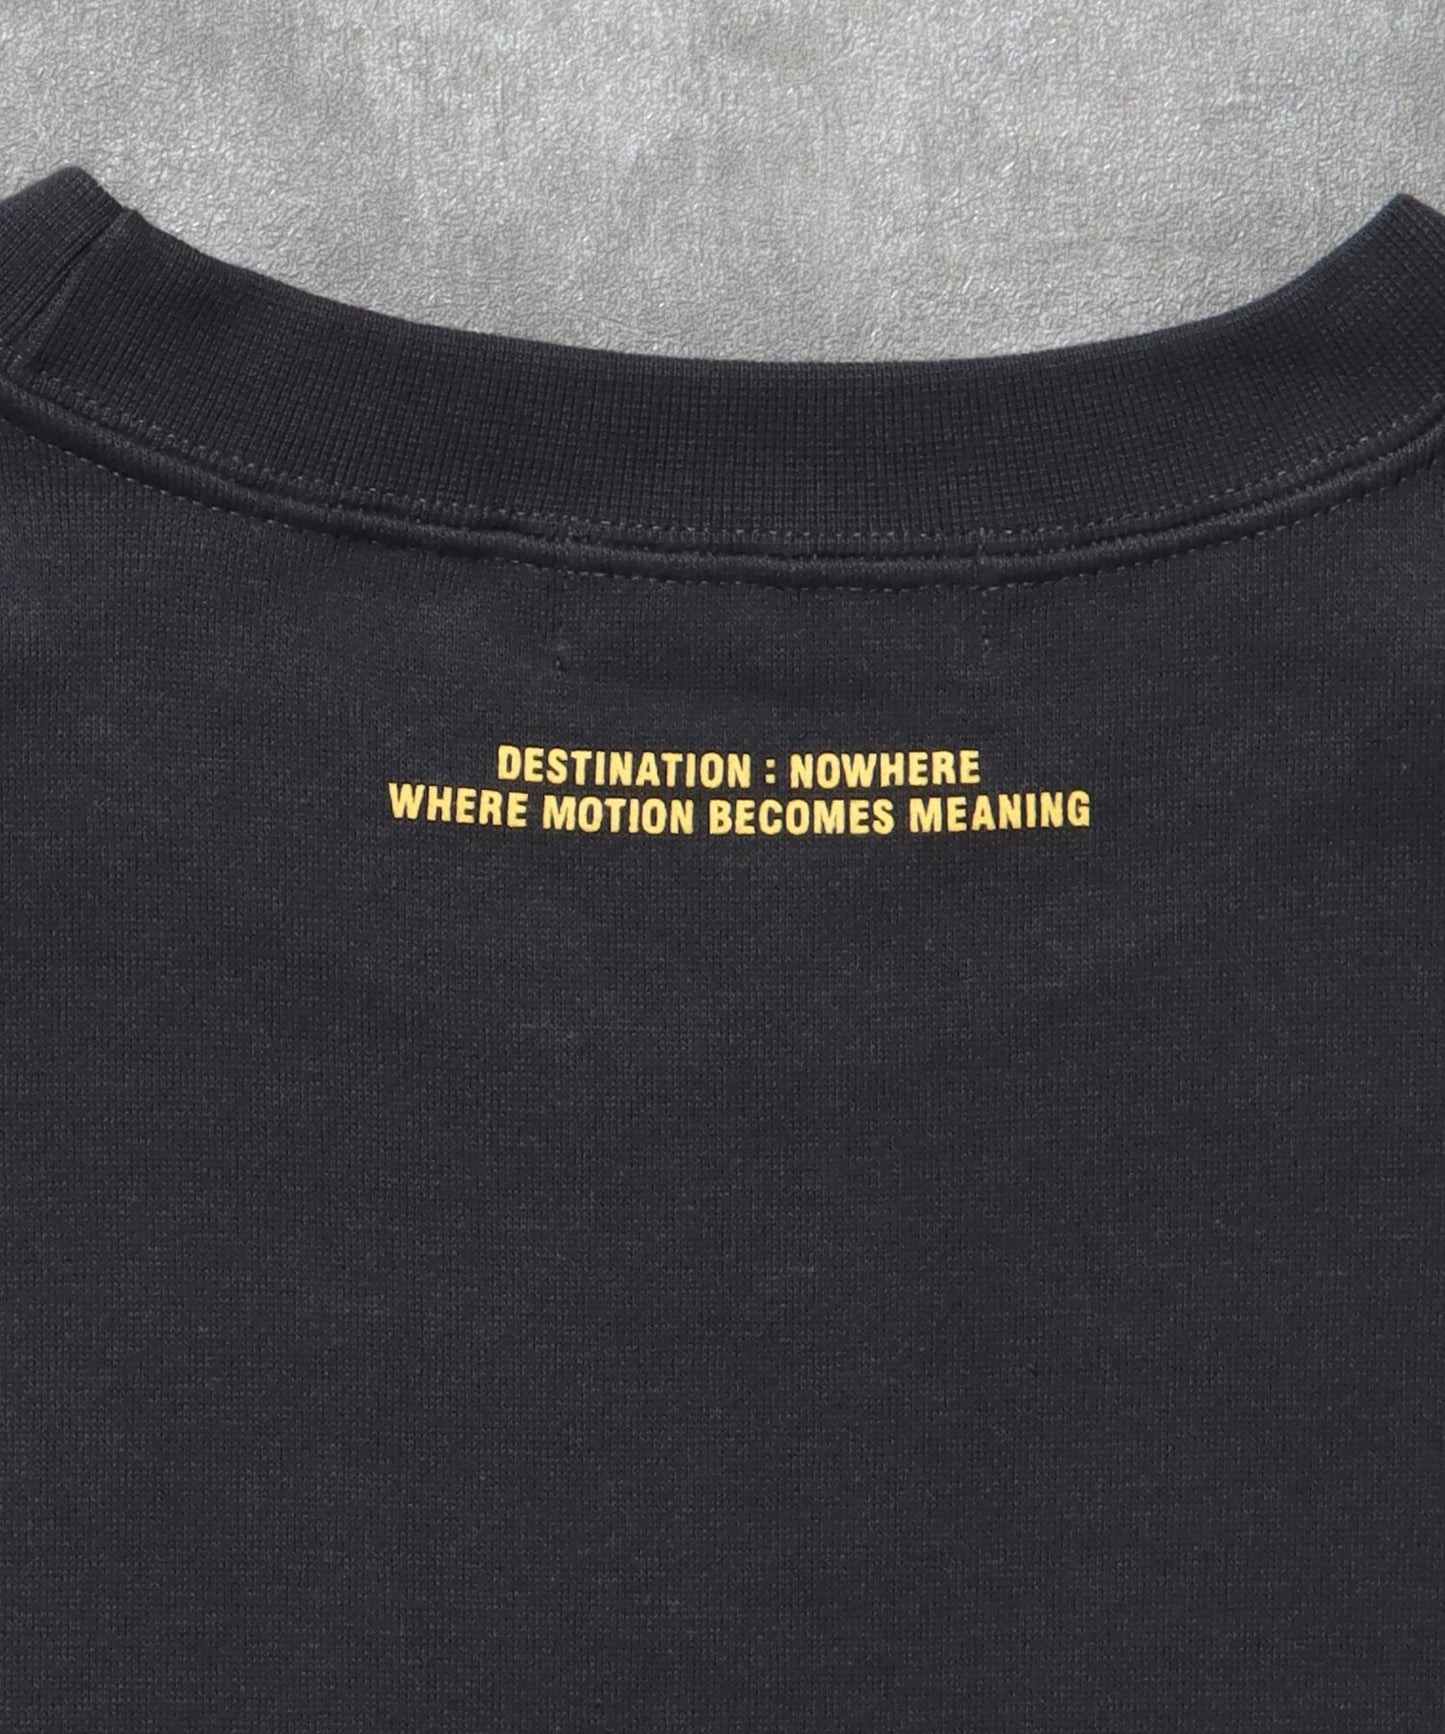 DESTINATION : NOWHERE
WHERE MOTION BECOMES MEANING